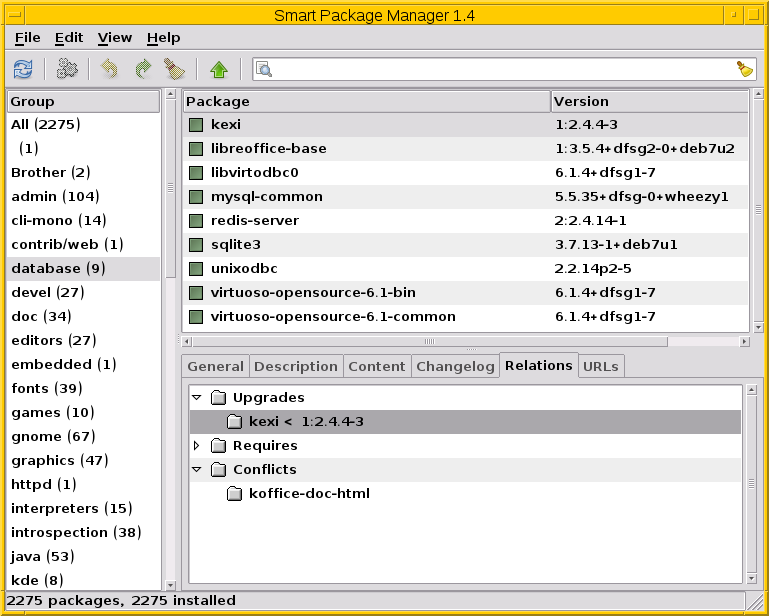 Smart Package Manager 1.4
File Edit View Help
Group
All (2275)
(1)
Brother (2)
admin (104)
cli-mono (14)
contrib/web (1)
database (9)
devel (27)
doc (34)
editors (27)
embedded (1)
fonts (39)
games (10)
gnome (67)
graphics (47)
httpd (1)
interpreters (15)
introspection (38)
java (53)
kde (8)
Package Version
kexi 1:2.4.4-3
libreoffice-base 1:3.5.4+dfsg2-0+deb7u2
libvirtodbc0 6.1.4+dfsg1-7
mysql-common 5.5.35+dfsg-0+wheezy1
redis-server 2:2.4.14-1
sqlite3 3.7.13-1+deb7u1
unixodbc 2.2.14p2-5
virtuoso-opensource-6.1-bin 6.1.4+dfsg1-7
virtuoso-opensource-6.1-common 6.1.4+dfsg1-7
General Description Content Changelog Relations URLs
Upgrades
kexi < 1:2.4.4-3
Requires
Conflicts
koffice-doc-html
2275 packages, 2275 installed